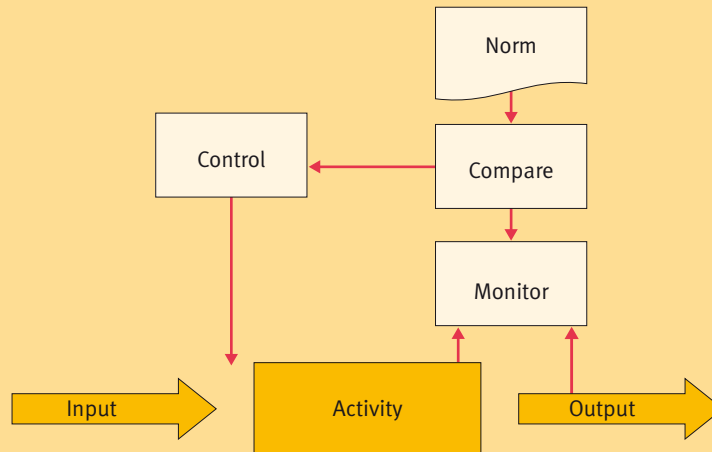 Norm
Control
Compare
Monitor
Input
Activity
Output